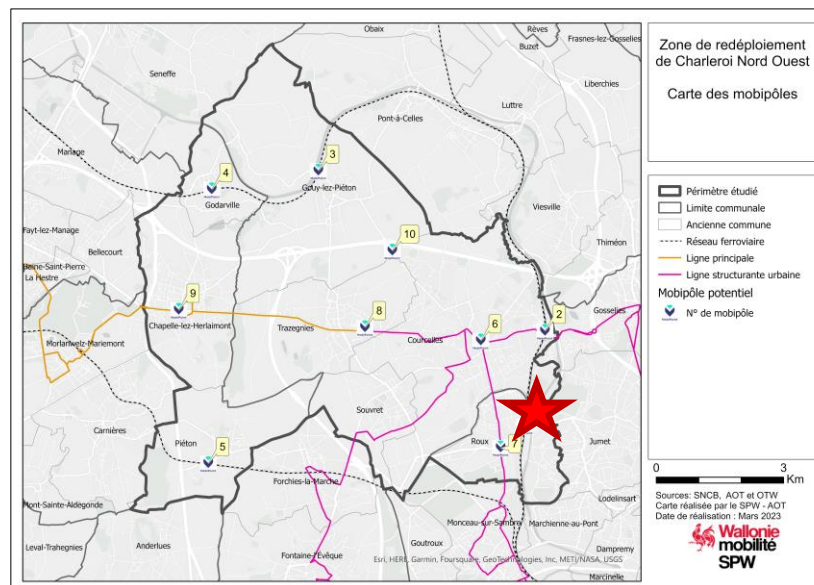 Obaix
Rèves
Buzet
Frasnes-lez-Gosselies
Seneffe
Liberchies
Luttre
Pont-à-Celles
Manage
3
4
Gouy-lez-Piéton
Godarville
Viesville
Fayt-lez-Manage
10
Thiméon
Bellecourt
Haine-Saint-Pierre
La Hestre
9
8
2
Gosselies
6
Chapelle-lez-Herlaimont
Trazegnies
Courcelles
Morlanwelz-Mariemont
Souvret
Carnières
Piéton
5
Roux
7
Jumet
Forchies-la-Marche
Lodelinsart
Mont-Sainte-Aldegonde
Monceau-sur-Sambre
Marchienne-au-Pont
Leval-Trahegnies
Anderlues
Goutroux
Dampremy
Fontaine-l'Évêque
Esri, HERE, Garmin, Foursquare, GeoTechnologies, Inc, METI/NASA, USGS
Marcinelle
Zone de redéploiement
de Charleroi Nord Ouest
Carte des mobipôles
Périmètre étudié
Limite communale
Ancienne commune
Réseau ferroviaire
Ligne principale
Ligne structurante urbaine
Mobipôle potentiel
N° de mobipôle
0 3
Km
Sources: SNCB, AOT et OTW
Carte réalisée par le SPW - AOT
Date de réalisation : Mars 2023
Wallonie
mobilité
SPW